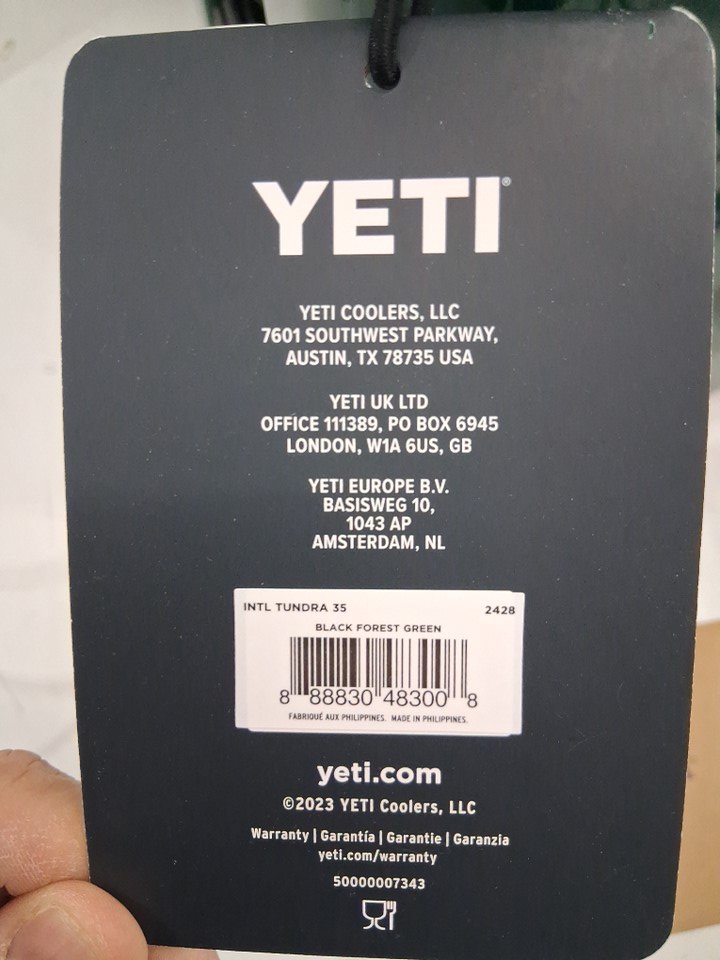 YETI®
YETI COOLERS, LLC
7601 SOUTHWEST PARKWAY,
AUSTIN, TX 78735 USA
YETI UK LTD
OFFICE 111389, PO BOX 6945
LONDON, W1A 6US, GB
YETI EUROPE B.V.
BASISWEG 10,
1043 AP
AMSTERDAM, NL
INTL TUNDRA 35 2428
BLACK FOREST GREEN
8 88830 48300 8
FABRIQUÉ AUX PHILIPPINES. MADE IN PHILIPPINES.
yeti.com
©2023 YETI Coolers, LLC
Warranty | Garantía | Garantie | Garanzia
yeti.com/warranty
50000007343